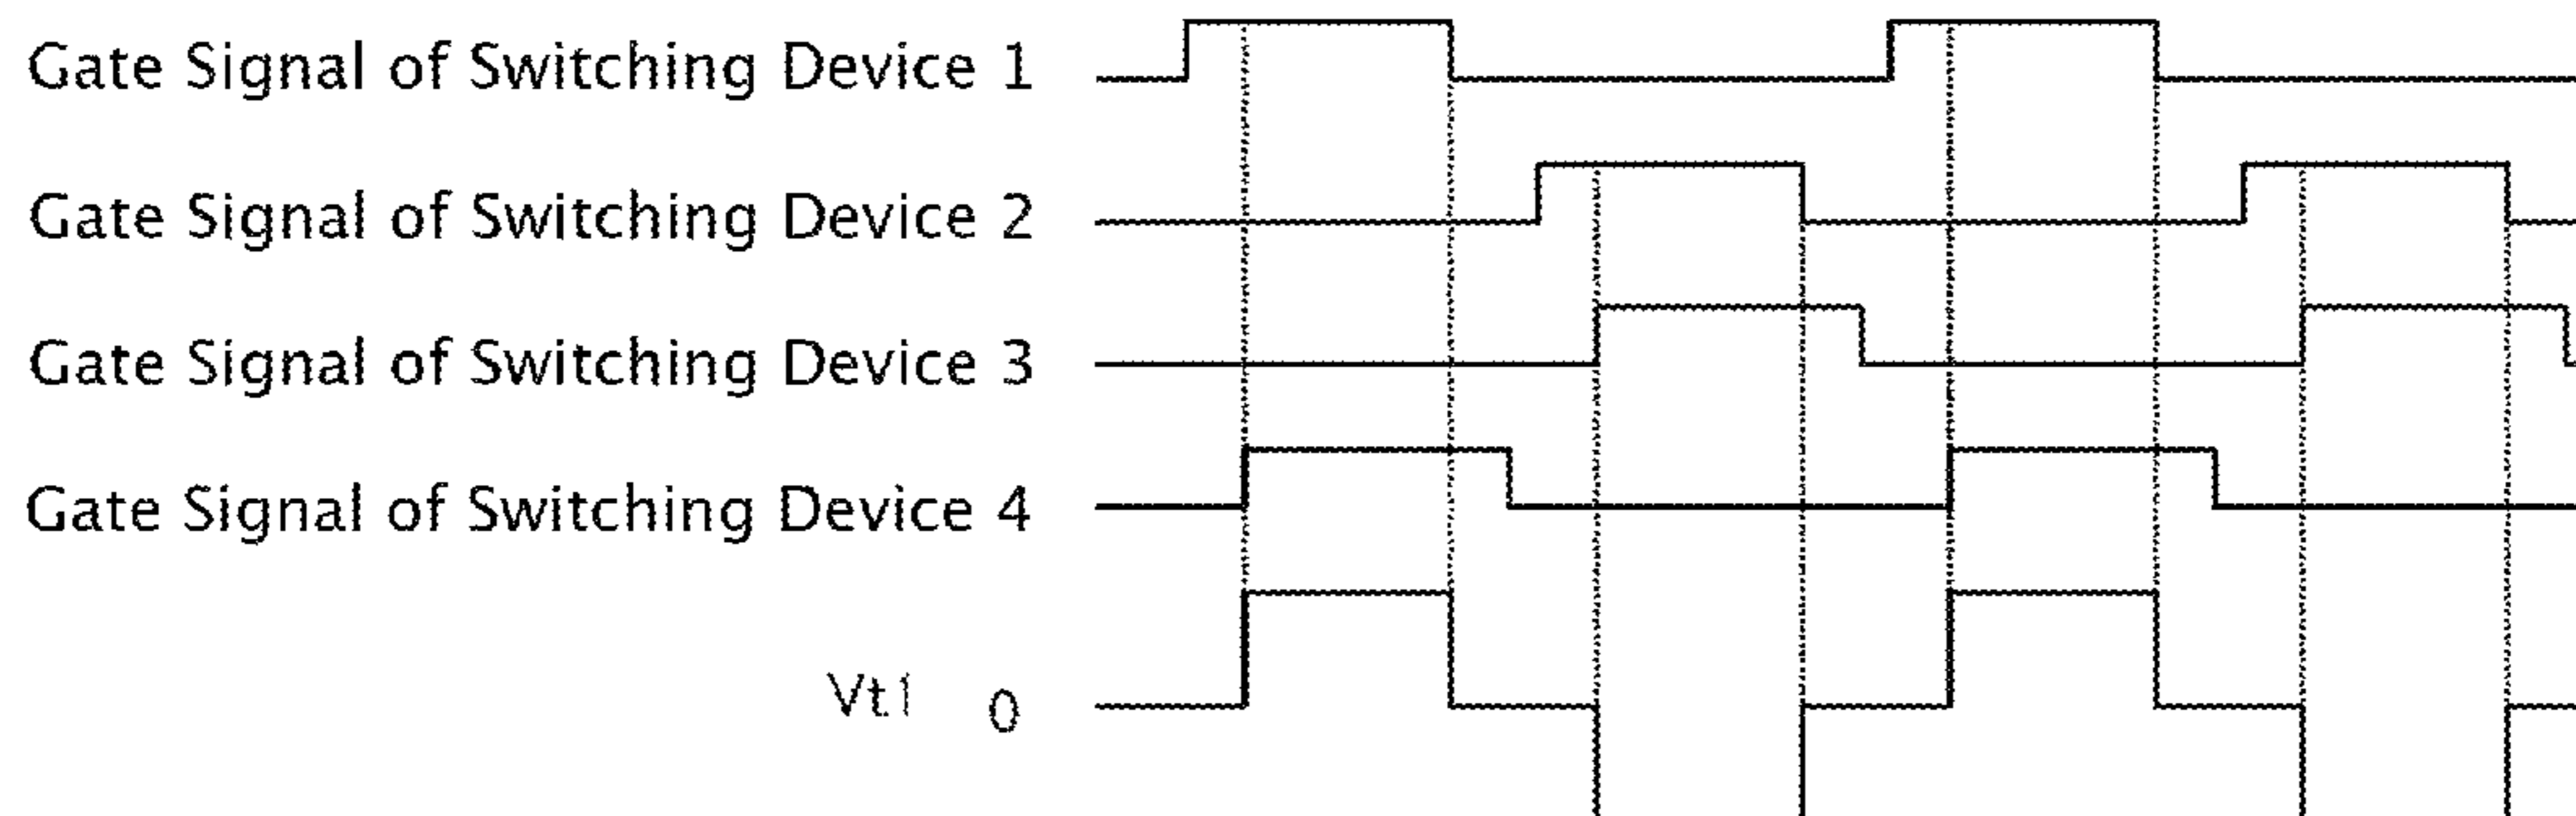 Gate Signal of Switching Device 1
Gate Signal of Switching Device 2
Gate Signal of Switching Device 3
Gate Signal of Switching Device 4
Vt1 0